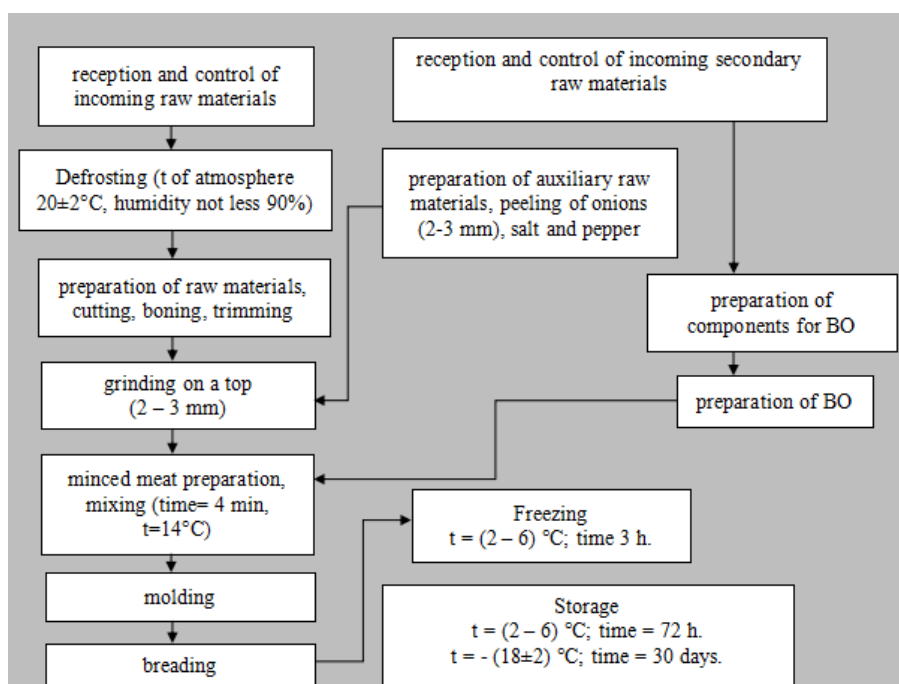 reception and control of
incoming raw materials
reception and control of incoming secondary
raw materials
Defrosting (t of atmosphere
20±2°C, humidity not less 90%)
preparation of auxiliary raw
materials, peeling of onions
(2-3 mm), salt and pepper
preparation of raw materials,
cutting, boning, trimming
preparation of
components for BO
grinding on a top
(2 – 3 mm)
preparation of BO
minced meat preparation,
mixing (time= 4 min,
t=14°C)
Freezing
t = (2 – 6) °C; time 3 h.
molding
Storage
t = (2 – 6) °C; time = 72 h.
t = - (18±2) °C; time = 30 days.
breading